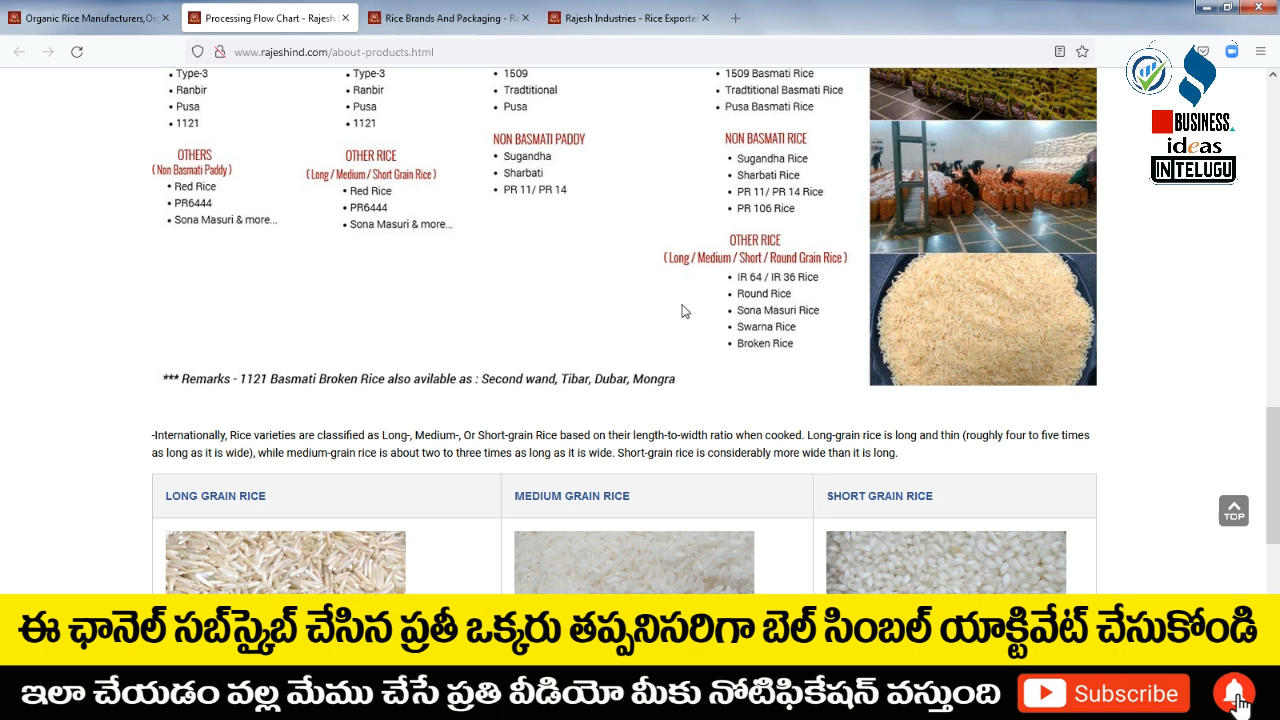 Organic Rice Manufacturers,Or
Processing Flow Chart - Rajesh
Rice Brands And Packaging - Ra
Rajesh Industries - Rice Exporter
www.rajeshind.com/about-products.html
• Type-3
• Ranbir
• Pusa
• 1121
OTHERS
( Non Basmati Paddy )
• Red Rice
• PR6444
• Sona Masuri & more...
• Type-3
• Ranbir
• Pusa
• 1121
OTHER RICE
( Long / Medium / Short Grain Rice )
• Red Rice
• PR6444
• Sona Masuri & more...
• 1509
• Tradtitional
• Pusa
NON BASMATI PADDY
• Sugandha
• Sharbati
• PR 11/ PR 14
• 1509 Basmati Rice
• Tradtitional Basmati Rice
• Pusa Basmati Rice
NON BASMATI RICE
• Sugandha Rice
• Sharbati Rice
• PR 11/ PR 14 Rice
• PR 106 Rice
OTHER RICE
( Long / Medium / Short / Round Grain Rice )
• IR 64 / IR 36 Rice
• Round Rice
• Sona Masuri Rice
• Swarna Rice
• Broken Rice
BUSINESS
ideas
IN TELUGU
*** Remarks - 1121 Basmati Broken Rice also avilable as : Second wand, Tibar, Dubar, Mongra
-Internationally, Rice varieties are classified as Long-, Medium-, Or Short-grain Rice based on their length-to-width ratio when cooked. Long-grain rice is long and thin (roughly four to five times
as long as it is wide), while medium-grain rice is about two to three times as long as it is wide. Short-grain rice is considerably more wide than it is long.
LONG GRAIN RICE
MEDIUM GRAIN RICE
SHORT GRAIN RICE
TOP
ఈ ఛానెల్ సబ్‌స్క్రైబ్ చేసిన ప్రతీ ఒక్కరు తప్పనిసరిగా బెల్ సింబల్ యాక్టివేట్ చేసుకోండి
ఇలా చేయడం వల్ల మేము చేసే ప్రతి వీడియో మీకు నోటిఫికేషన్ వస్తుంది
Subscribe